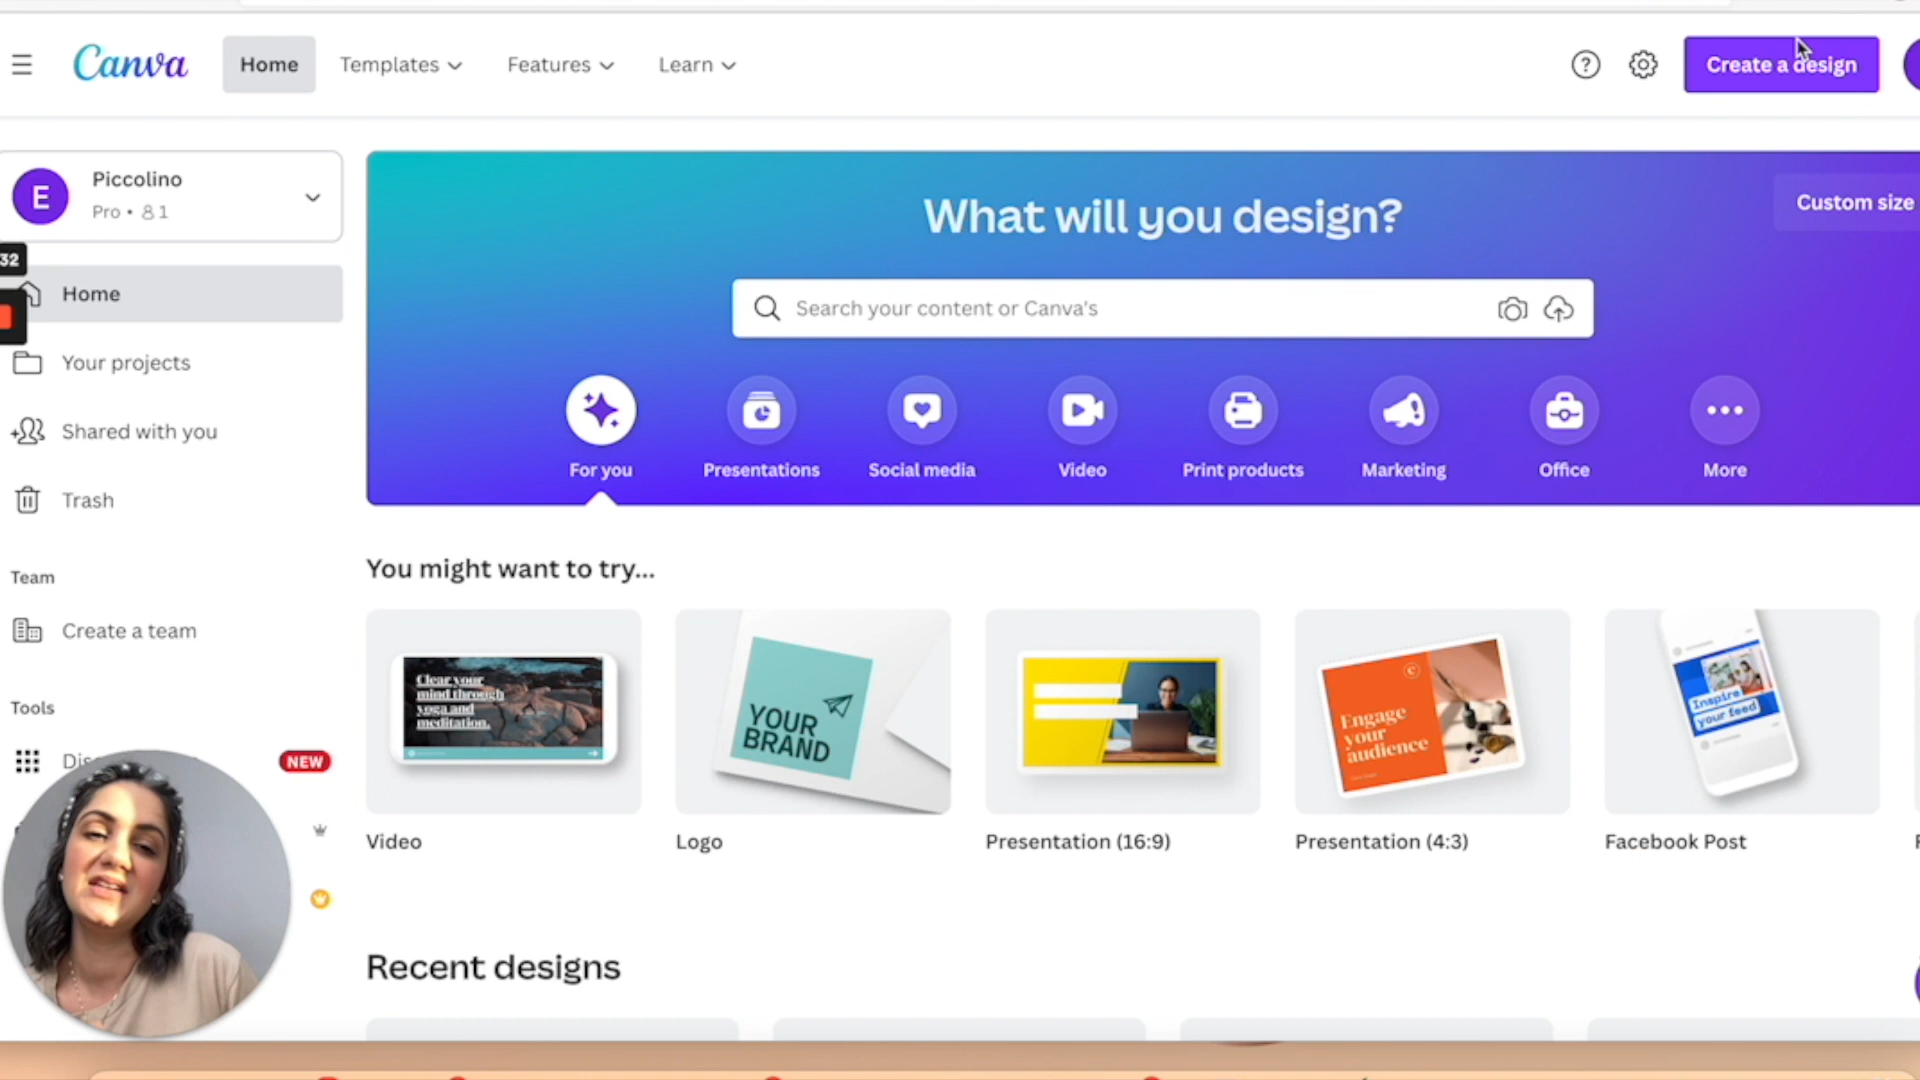 Canva
Home
Templates
Features
Learn
Create a design
E
Piccolino
Pro • 1
32
Home
Your projects
Shared with you
Trash
Team
Create a team
Tools
NEW
What will you design?
Custom size
Search your content or Canva's
For you
Presentations
Social media
Video
Print products
Marketing
Office
More
You might want to try...
Clear your
mind through
yoga and
meditation.
YOUR
BRAND
Engage
your
audience
Inspire
your feed
Video
Logo
Presentation (16:9)
Presentation (4:3)
Facebook Post
Recent designs